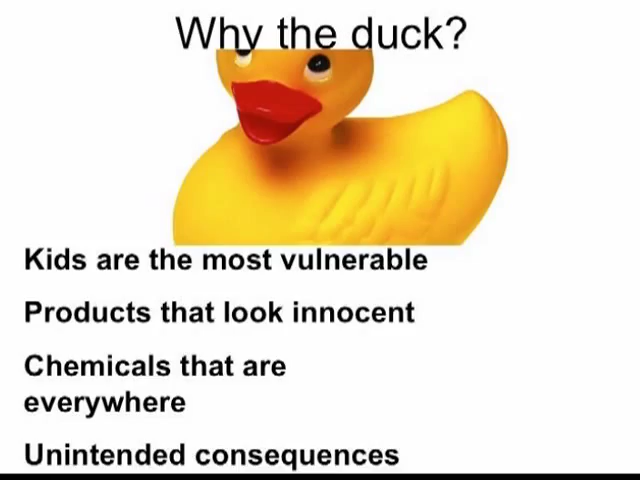 Why the duck?
Kids are the most vulnerable
Products that look innocent
Chemicals that are
everywhere
Unintended consequences